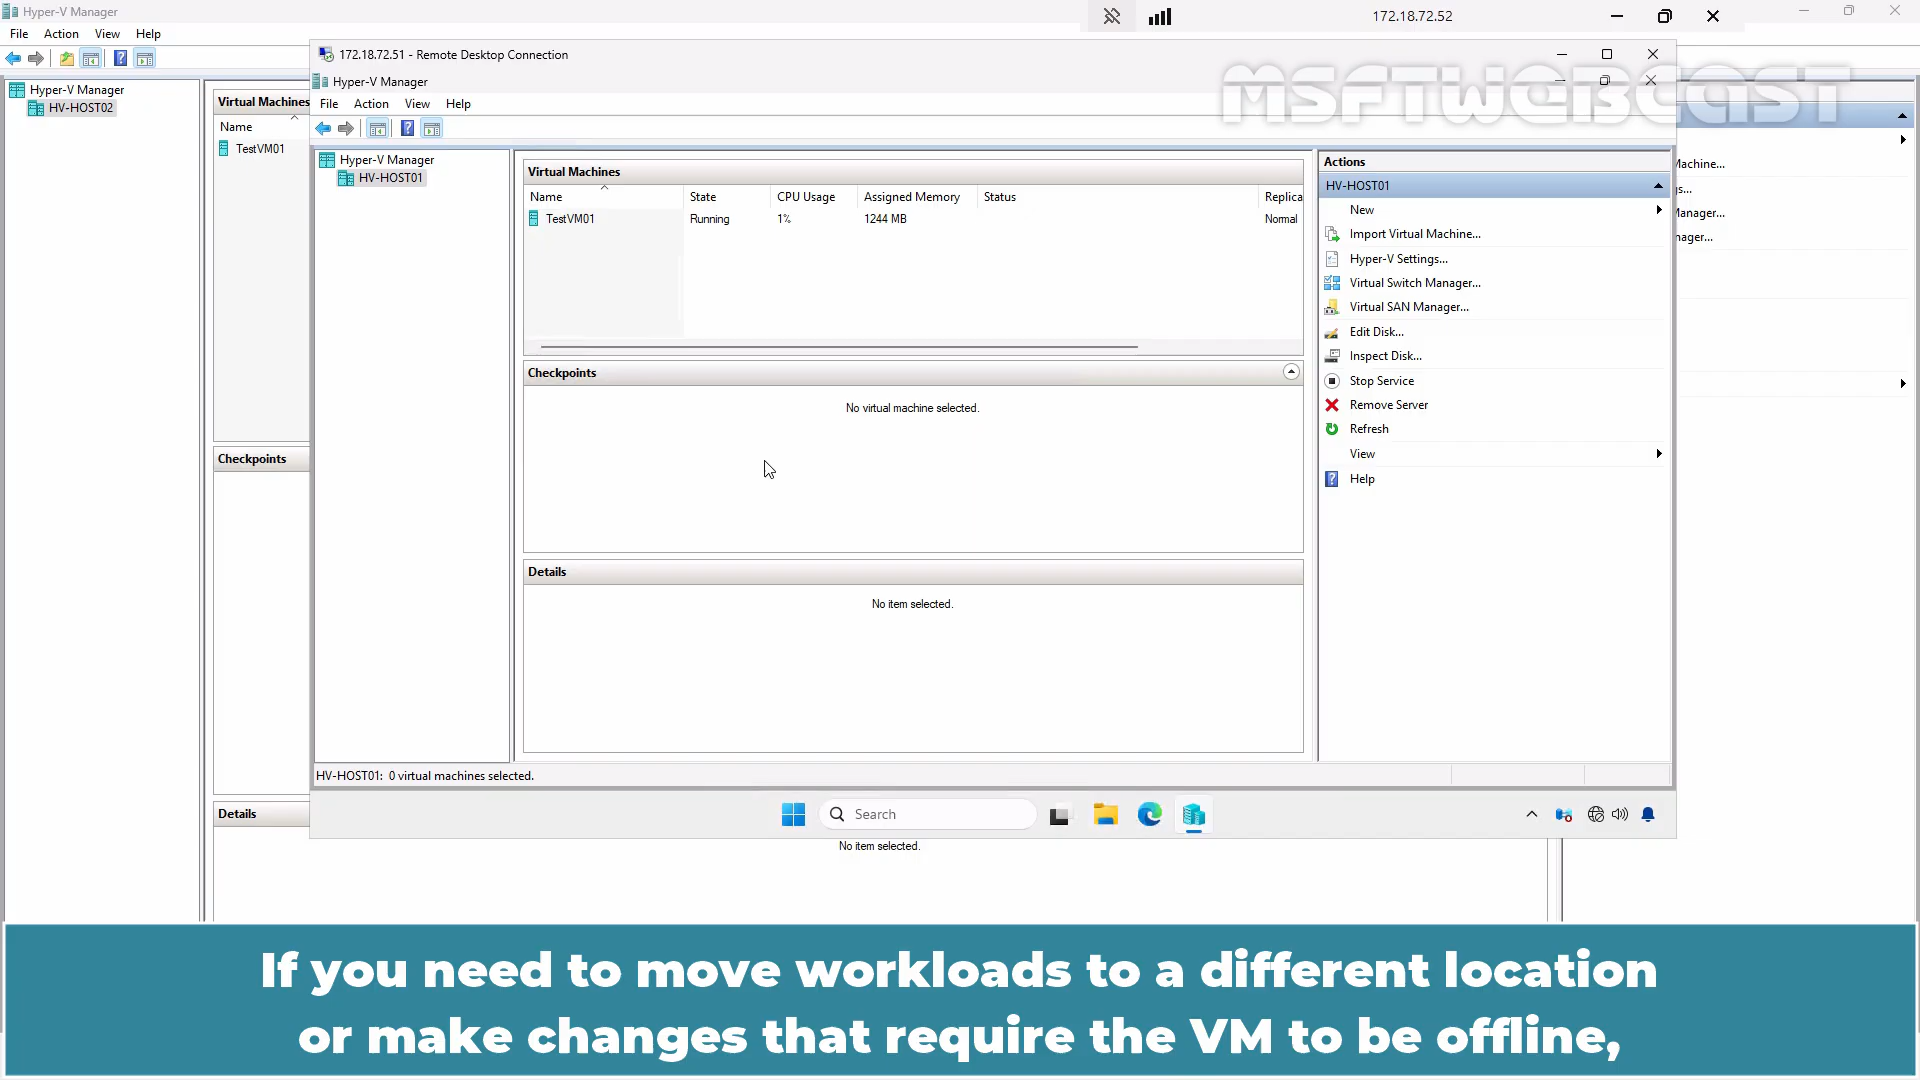 Hyper-V Manager
File Action View Help
172.18.72.52
Hyper-V Manager
HV-HOST02
Virtual Machines
Name
TestVM01
Checkpoints
Details
No item selected.
172.18.72.51 - Remote Desktop Connection
Hyper-V Manager
File Action View Help
Hyper-V Manager
HV-HOST01
Virtual Machines
Name State CPU Usage Assigned Memory Status Replica
TestVM01 Running 1% 1244 MB Normal
Checkpoints
No virtual machine selected.
Details
No item selected.
Actions
HV-HOST01
New
Import Virtual Machine...
Hyper-V Settings...
Virtual Switch Manager...
Virtual SAN Manager...
Edit Disk...
Inspect Disk...
Stop Service
Remove Server
Refresh
View
Help
HV-HOST01: 0 virtual machines selected.
Search
MSFTWEBCAST
Machine...
s...
Manager...
nager...
If you need to move workloads to a different location
or make changes that require the VM to be offline,